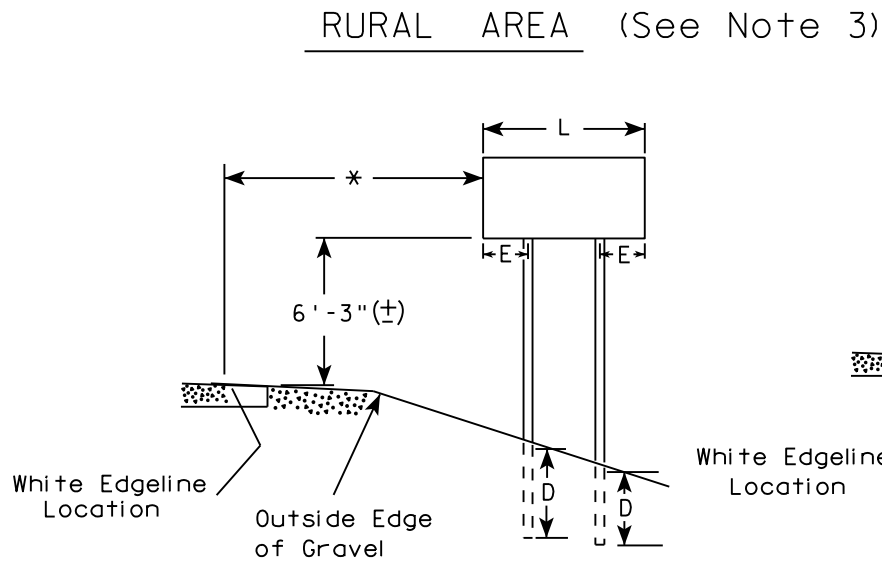 RURAL AREA (See Note 3)
L
*
E
E
6'-3"(±)
D
D
White Edgeline
Location
Outside Edge
of Gravel
White Edgeline
Location